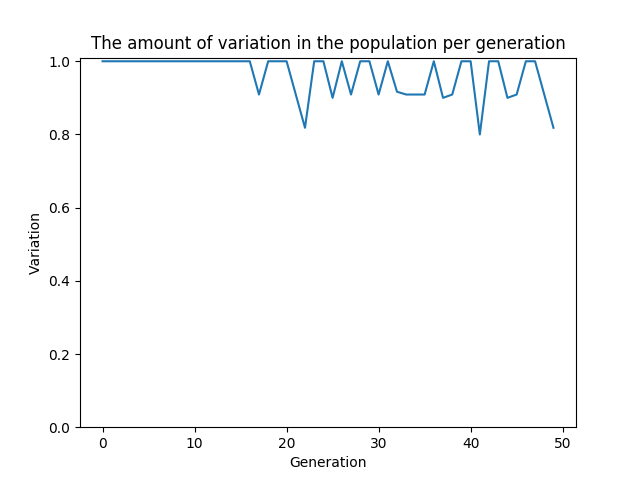 The amount of variation in the population per generation
1.0
0.8
0.6
0.4
0.2
0.0
Variation
0 10 20 30 40 50
Generation